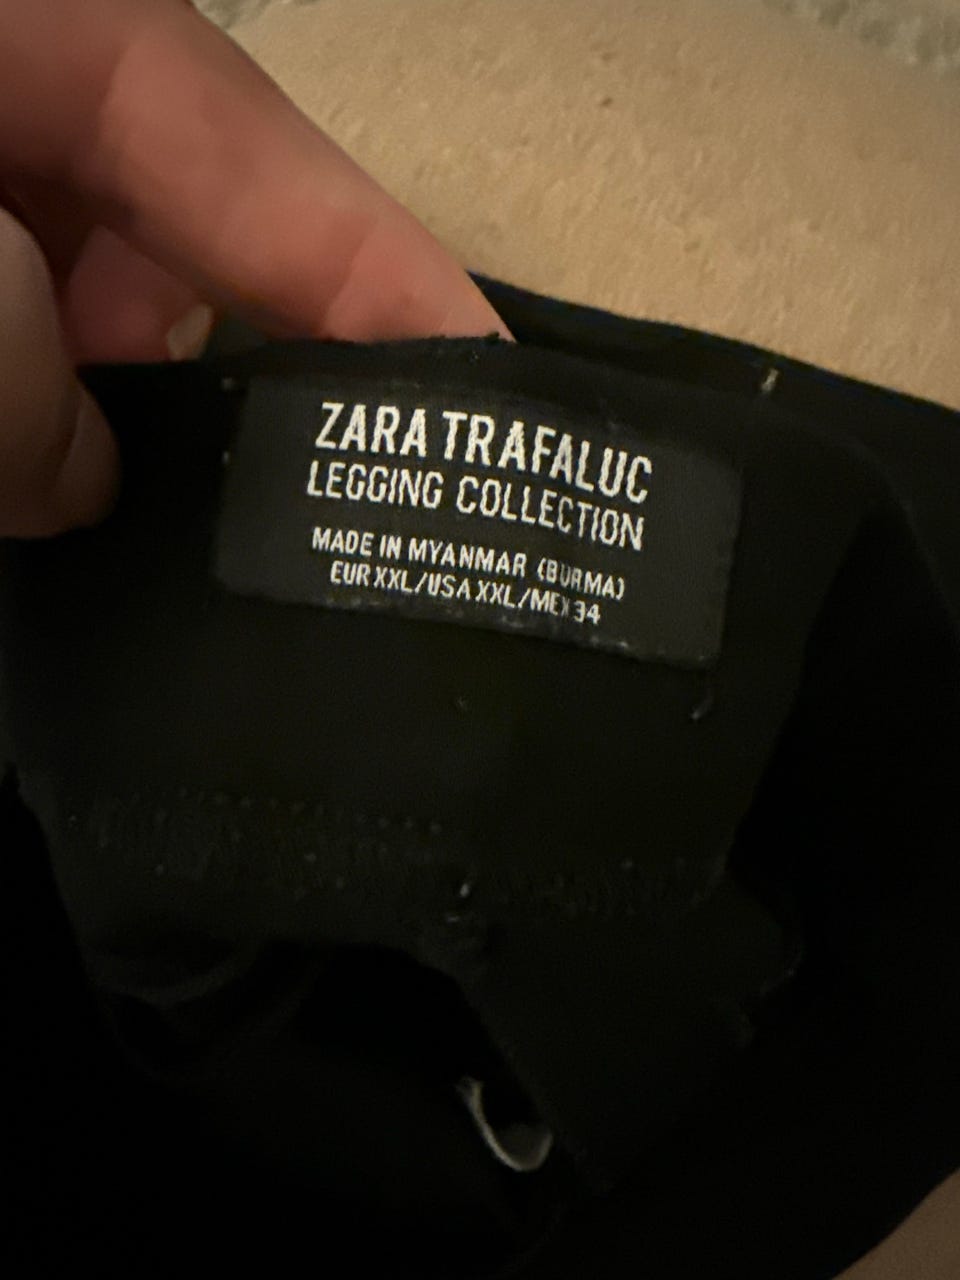 ZARA TRAFALUC
LEGGING COLLECTION
MADE IN MYANMAR (BURMA)
EUR XXL/USA XXL/MEX 34